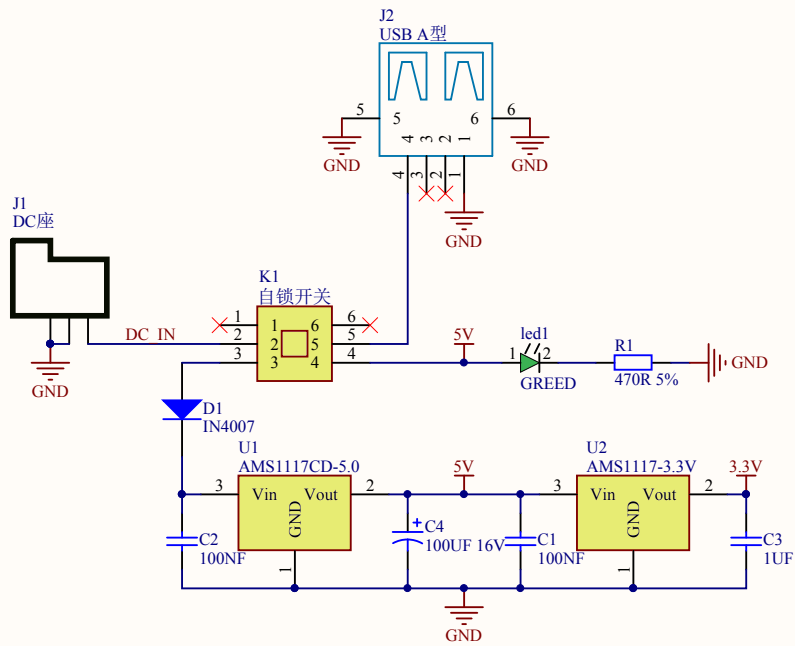 J2
USB A型
5
5
6
6
4
3
2
1
4
3
2
1
GND
GND
GND
J1
DC座
GND
DC IN
K1
自锁开关
1
2
3
1
2
3
6
5
4
6
5
4
5V
led1
1
2
GREED
R1
470R 5%
GND
D1
IN4007
U1
AMS1117CD-5.0
3
Vin
Vout
GND
2
1
5V
U2
AMS1117-3.3V
3
Vin
Vout
GND
2
1
3.3V
C2
100NF
C4
100UF 16V
C1
100NF
C3
1UF
GND